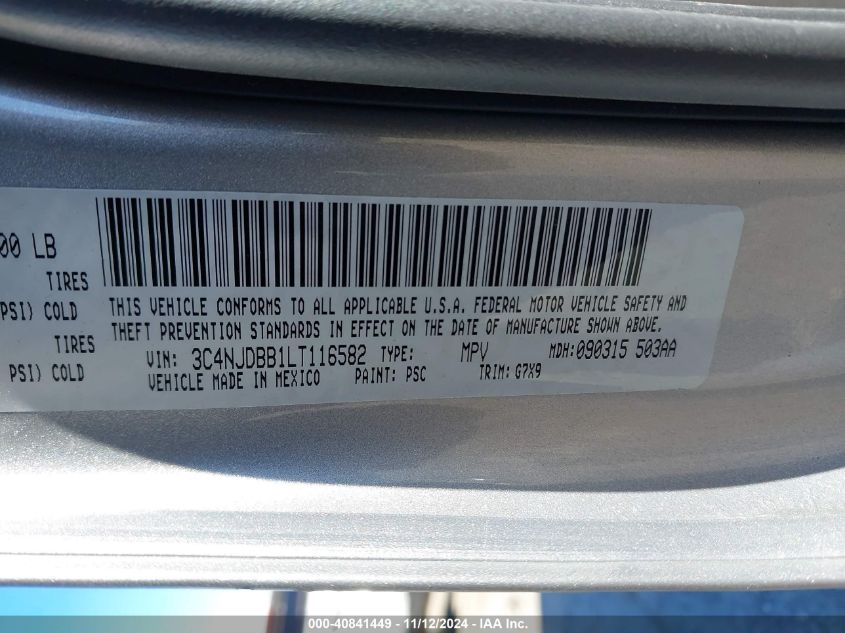 00 LB
TIRES
PSI) COLD
TIRES
PSI) COLD
THIS VEHICLE CONFORMS TO ALL APPLICABLE U.S.A. FEDERAL MOTOR VEHICLE SAFETY AND
THEFT PREVENTION STANDARDS IN EFFECT ON THE DATE OF MANUFACTURE SHOWN ABOVE.
VIN: 3C4NJDBB1LT116582 TYPE: MPV MDH: 090315 503AA
VEHICLE MADE IN MEXICO PAINT: PSC TRIM: G7X9
000-40841449 - 11/12/2024 - IAA Inc.